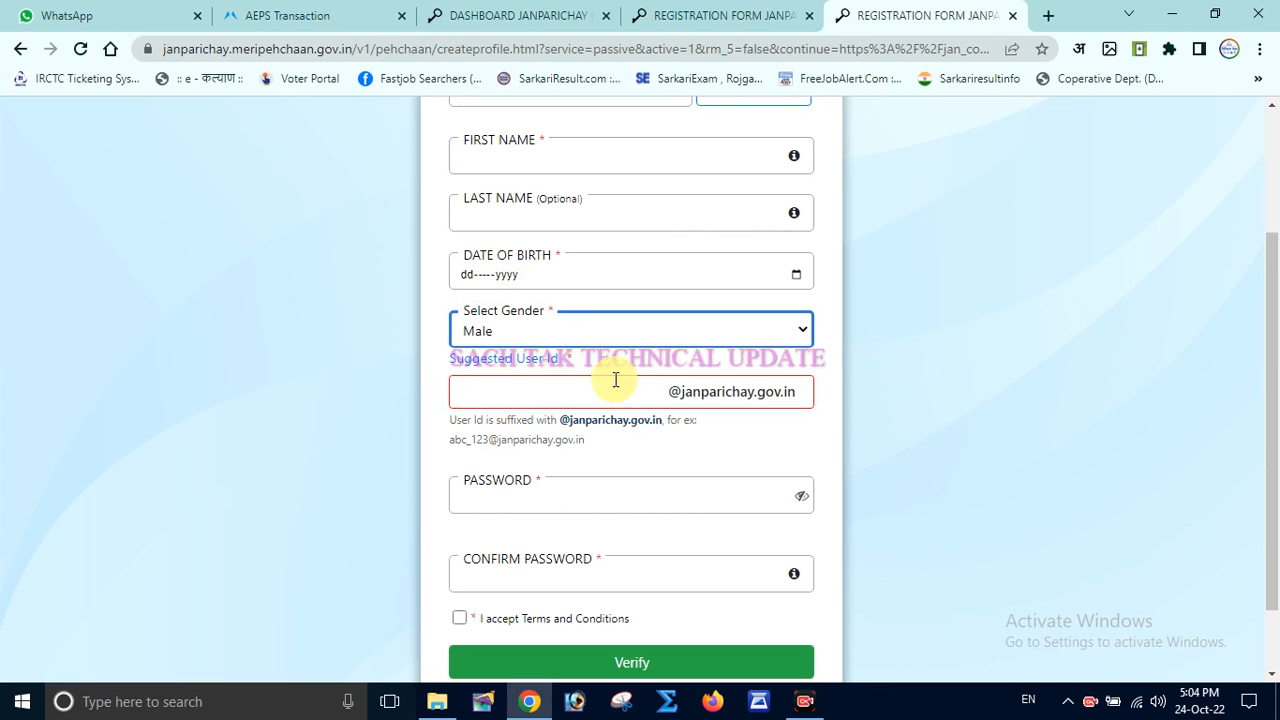 WhatsApp
AEPS Transaction
DASHBOARD JANPARICHAY
REGISTRATION FORM JANPA
REGISTRATION FORM JANPA
janparichay.meripehchaan.gov.in/v1/pehchaan/createprofile.html?service=passive&active=1&rm_5=false&continue=https%3A%2F%2Fjan_co...
अ
IRCTC Ticketing Sys...
:: e - कल्याण ::
Voter Portal
Fastjob Searchers (...
SarkariResult.com :...
SE
SarkariExam , Rojga...
FreeJobAlert.Com :...
Sarkariresultinfo
Coperative Dept. (D...
»
FIRST NAME *
LAST NAME (Optional)
DATE OF BIRTH *
dd-----yyyy
Select Gender *
Male
Suggested User Id *
SACH TAK TECHNICAL UPDATE
@janparichay.gov.in
User Id is suffixed with @janparichay.gov.in, for ex:
abc_123@janparichay.gov.in
PASSWORD *
CONFIRM PASSWORD *
* I accept Terms and Conditions
Verify
Activate Windows
Go to Settings to activate Windows.
Type here to search
EN
5:04 PM
24-Oct-22